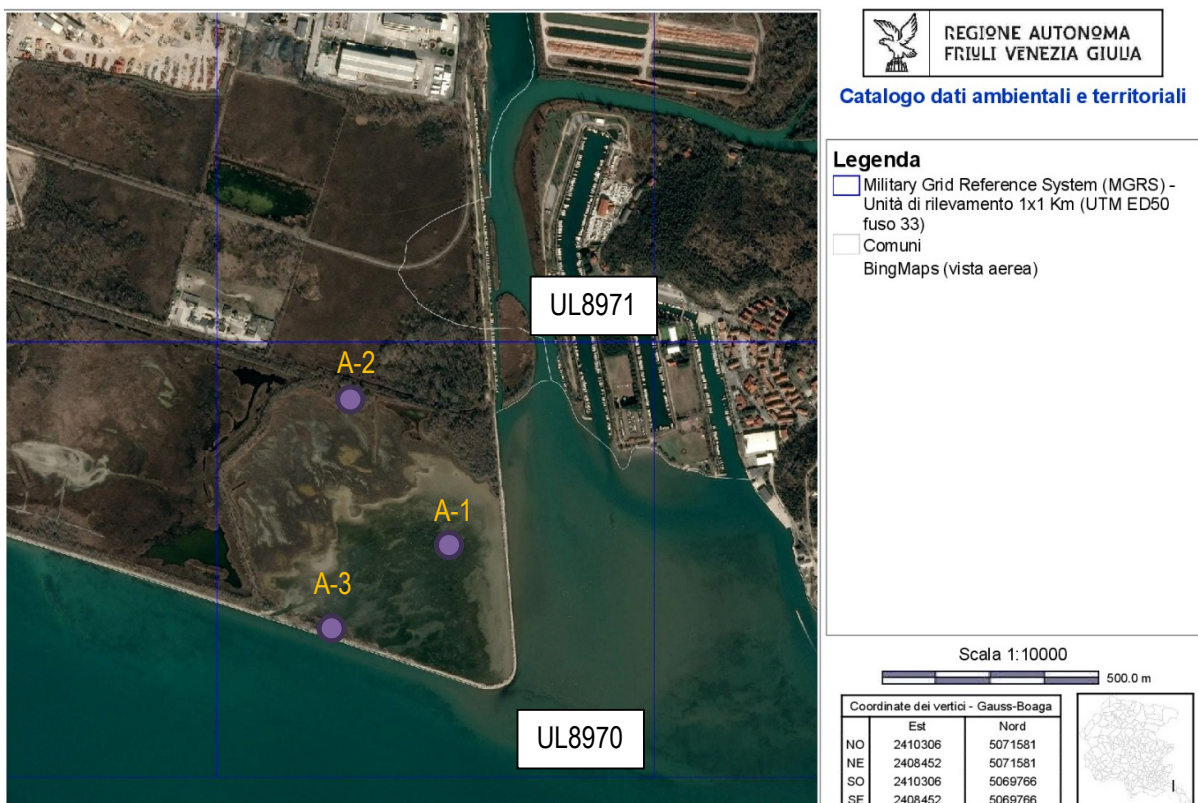 REGIONE AUTONOMA
FRIULI VENEZIA GIULIA
Catalogo dati ambientali e territoriali
Legenda
Military Grid Reference System (MGRS) -
Unità di rilevamento 1x1 Km (UTM ED50
fuso 33)
Comuni
BingMaps (vista aerea)
UL8971
A-2
A-1
A-3
UL8970
Scala 1:10000
500.0 m
Coordinate dei vertici - Gauss-Boaga
Est Nord
NO 2410306 5071581
NE 2408452 5071581
SO 2410306 5069766
SE 2408452 5069766